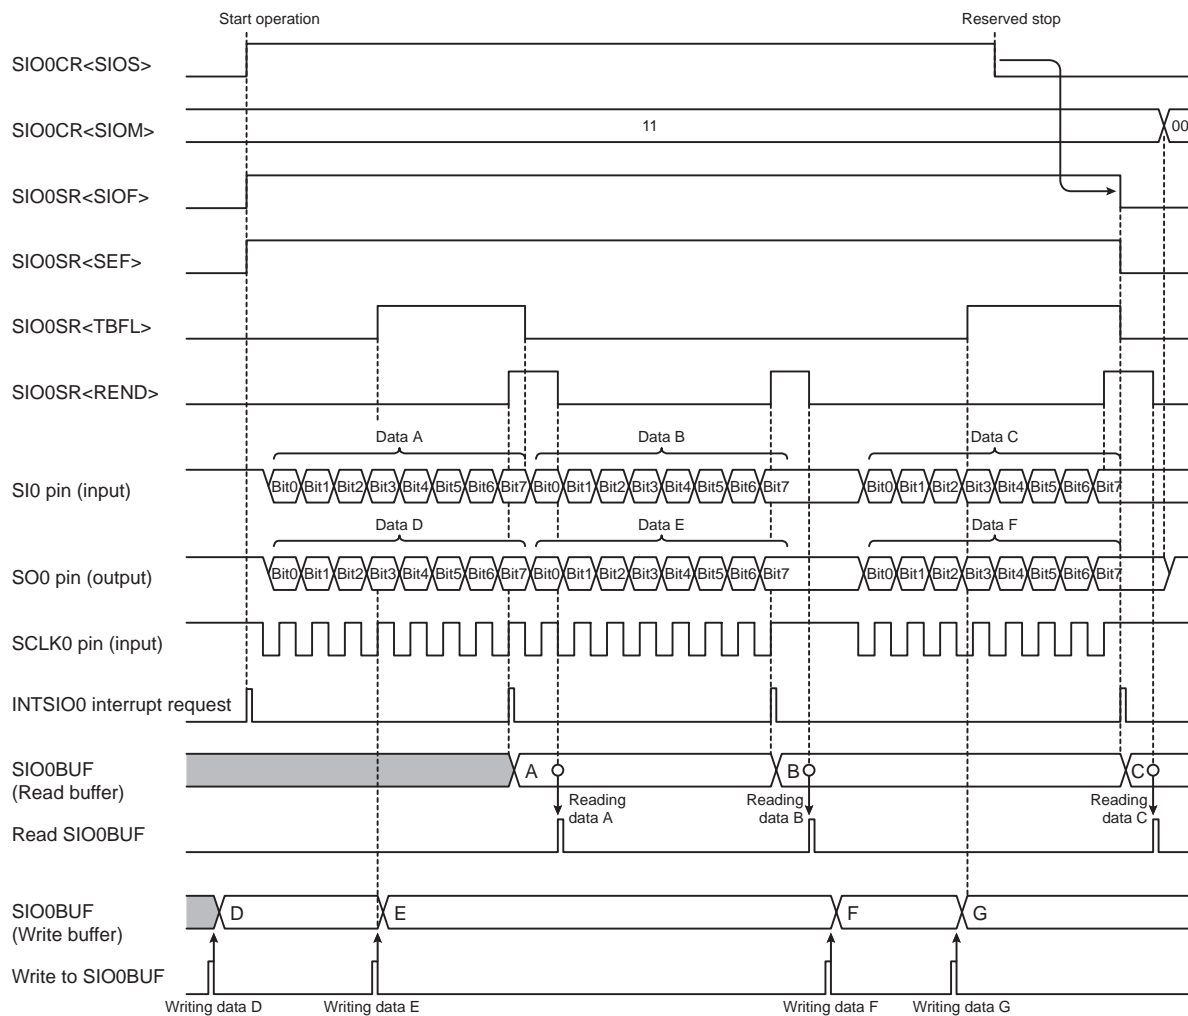 Start operation
Reserved stop
SIO0CR<SIOS>
SIO0CR<SIOM>
11
00
SIO0SR<SIOF>
SIO0SR<SEF>
SIO0SR<TBFL>
SIO0SR<REND>
Data A
Data B
Data C
SI0 pin (input)
Bit0 Bit1 Bit2 Bit3 Bit4 Bit5 Bit6 Bit7 Bit0 Bit1 Bit2 Bit3 Bit4 Bit5 Bit6 Bit7 Bit0 Bit1 Bit2 Bit3 Bit4 Bit5 Bit6 Bit7
Data D
Data E
Data F
SO0 pin (output)
Bit0 Bit1 Bit2 Bit3 Bit4 Bit5 Bit6 Bit7 Bit0 Bit1 Bit2 Bit3 Bit4 Bit5 Bit6 Bit7 Bit0 Bit1 Bit2 Bit3 Bit4 Bit5 Bit6 Bit7
SCLK0 pin (input)
INTSIO0 interrupt request
SIO0BUF
(Read buffer)
A
B
C
Reading
data A
Reading
data B
Reading
data C
Read SIO0BUF
SIO0BUF
(Write buffer)
D
E
F
G
Write to SIO0BUF
Writing data D
Writing data E
Writing data F
Writing data G